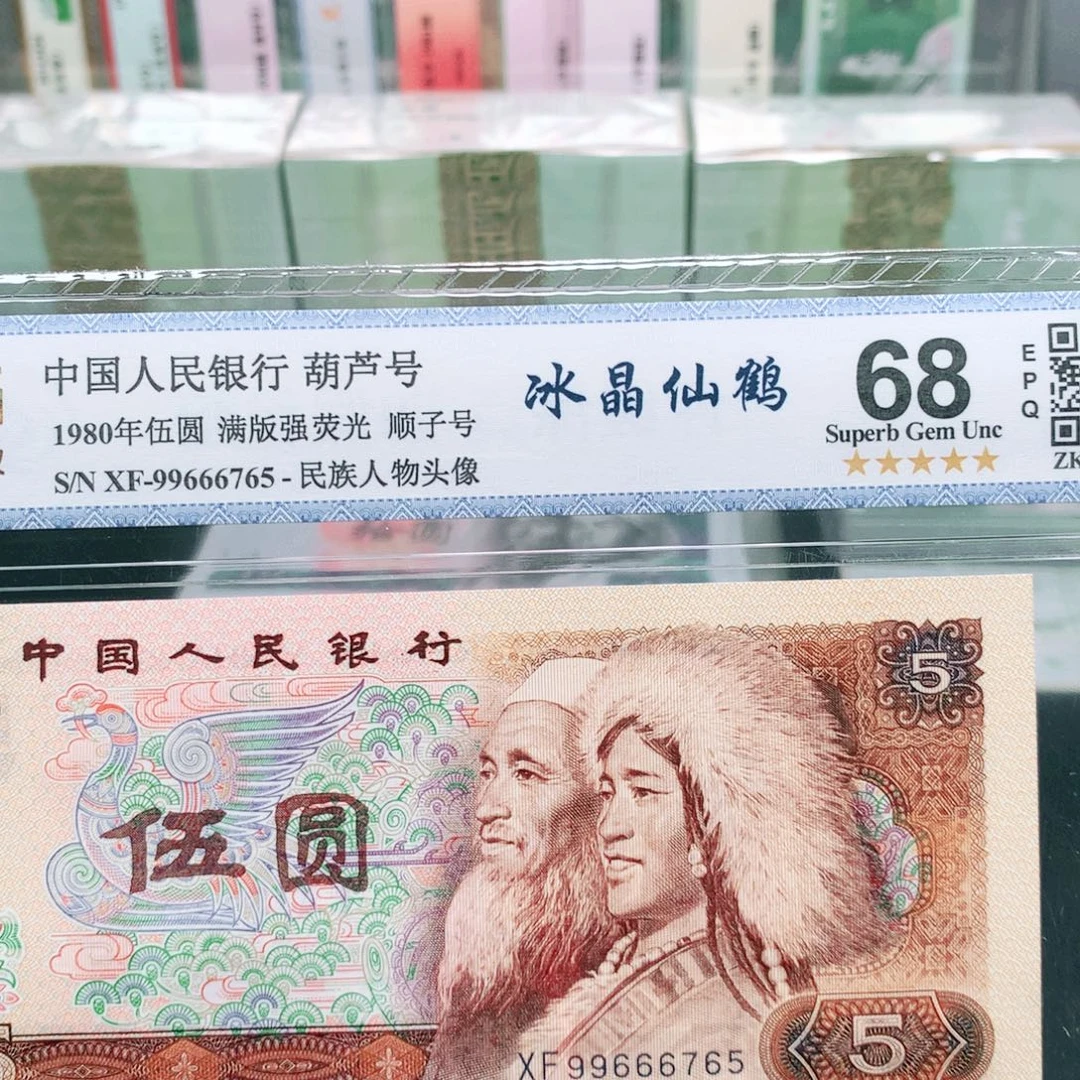 中国人民银行 葫芦号
1980年伍圆 满版强荧光 顺子号
S/N XF-99666765 - 民族人物头像
冰晶仙鹤
68
Superb Gem Unc
EPQ
ZK
中国人民银行
5
伍圆
5
XF99666765